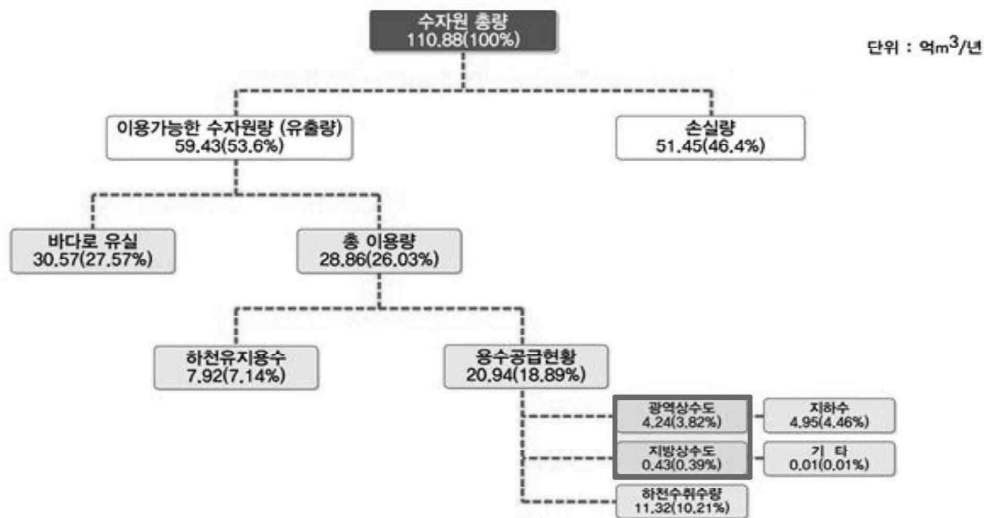 수자원 총량
110.88(100%)
단위 : 억m³/년
이용가능한 수자원량 (유출량)
59.43(53.6%)
손실량
51.45(46.4%)
바다로 유실
30.57(27.57%)
총 이용량
28.86(26.03%)
하천유지용수
7.92(7.14%)
용수공급현황
20.94(18.89%)
광역상수도
4.24(3.82%)
지하수
4.95(4.46%)
지방상수도
0.43(0.39%)
기 타
0.01(0.01%)
하천수취수량
11.32(10.21%)